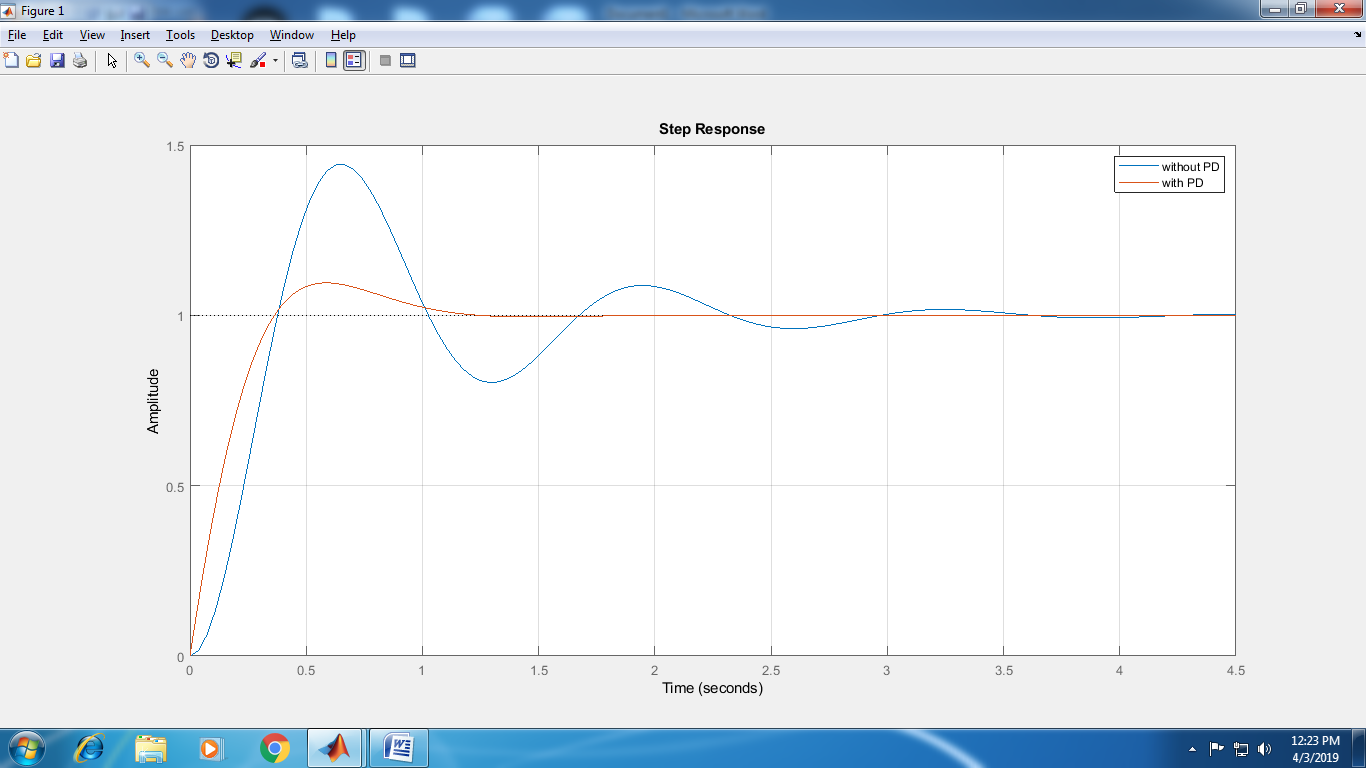 Figure 1
File Edit View Insert Tools Desktop Window Help
Step Response
without PD
with PD
Amplitude
1.5
1
0.5
0
0 0.5 1 1.5 2 2.5 3 3.5 4 4.5
Time (seconds)
12:23 PM
4/3/2019